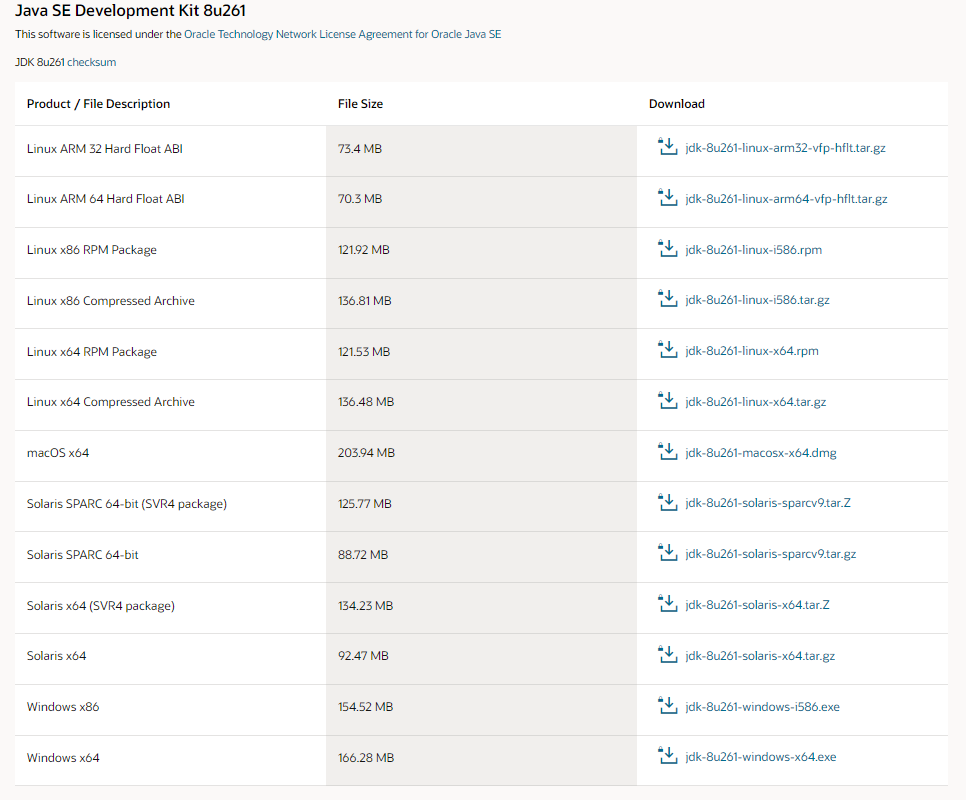 Java SE Development Kit 8u261
This software is licensed under the Oracle Technology Network License Agreement for Oracle Java SE
JDK 8u261 checksum
Product / File Description File Size Download
Linux ARM 32 Hard Float ABI 73.4 MB jdk-8u261-linux-arm32-vfp-hflt.tar.gz
Linux ARM 64 Hard Float ABI 70.3 MB jdk-8u261-linux-arm64-vfp-hflt.tar.gz
Linux x86 RPM Package 121.92 MB jdk-8u261-linux-i586.rpm
Linux x86 Compressed Archive 136.81 MB jdk-8u261-linux-i586.tar.gz
Linux x64 RPM Package 121.53 MB jdk-8u261-linux-x64.rpm
Linux x64 Compressed Archive 136.48 MB jdk-8u261-linux-x64.tar.gz
macOS x64 203.94 MB jdk-8u261-macosx-x64.dmg
Solaris SPARC 64-bit (SVR4 package) 125.77 MB jdk-8u261-solaris-sparcv9.tar.Z
Solaris SPARC 64-bit 88.72 MB jdk-8u261-solaris-sparcv9.tar.gz
Solaris x64 (SVR4 package) 134.23 MB jdk-8u261-solaris-x64.tar.Z
Solaris x64 92.47 MB jdk-8u261-solaris-x64.tar.gz
Windows x86 154.52 MB jdk-8u261-windows-i586.exe
Windows x64 166.28 MB jdk-8u261-windows-x64.exe